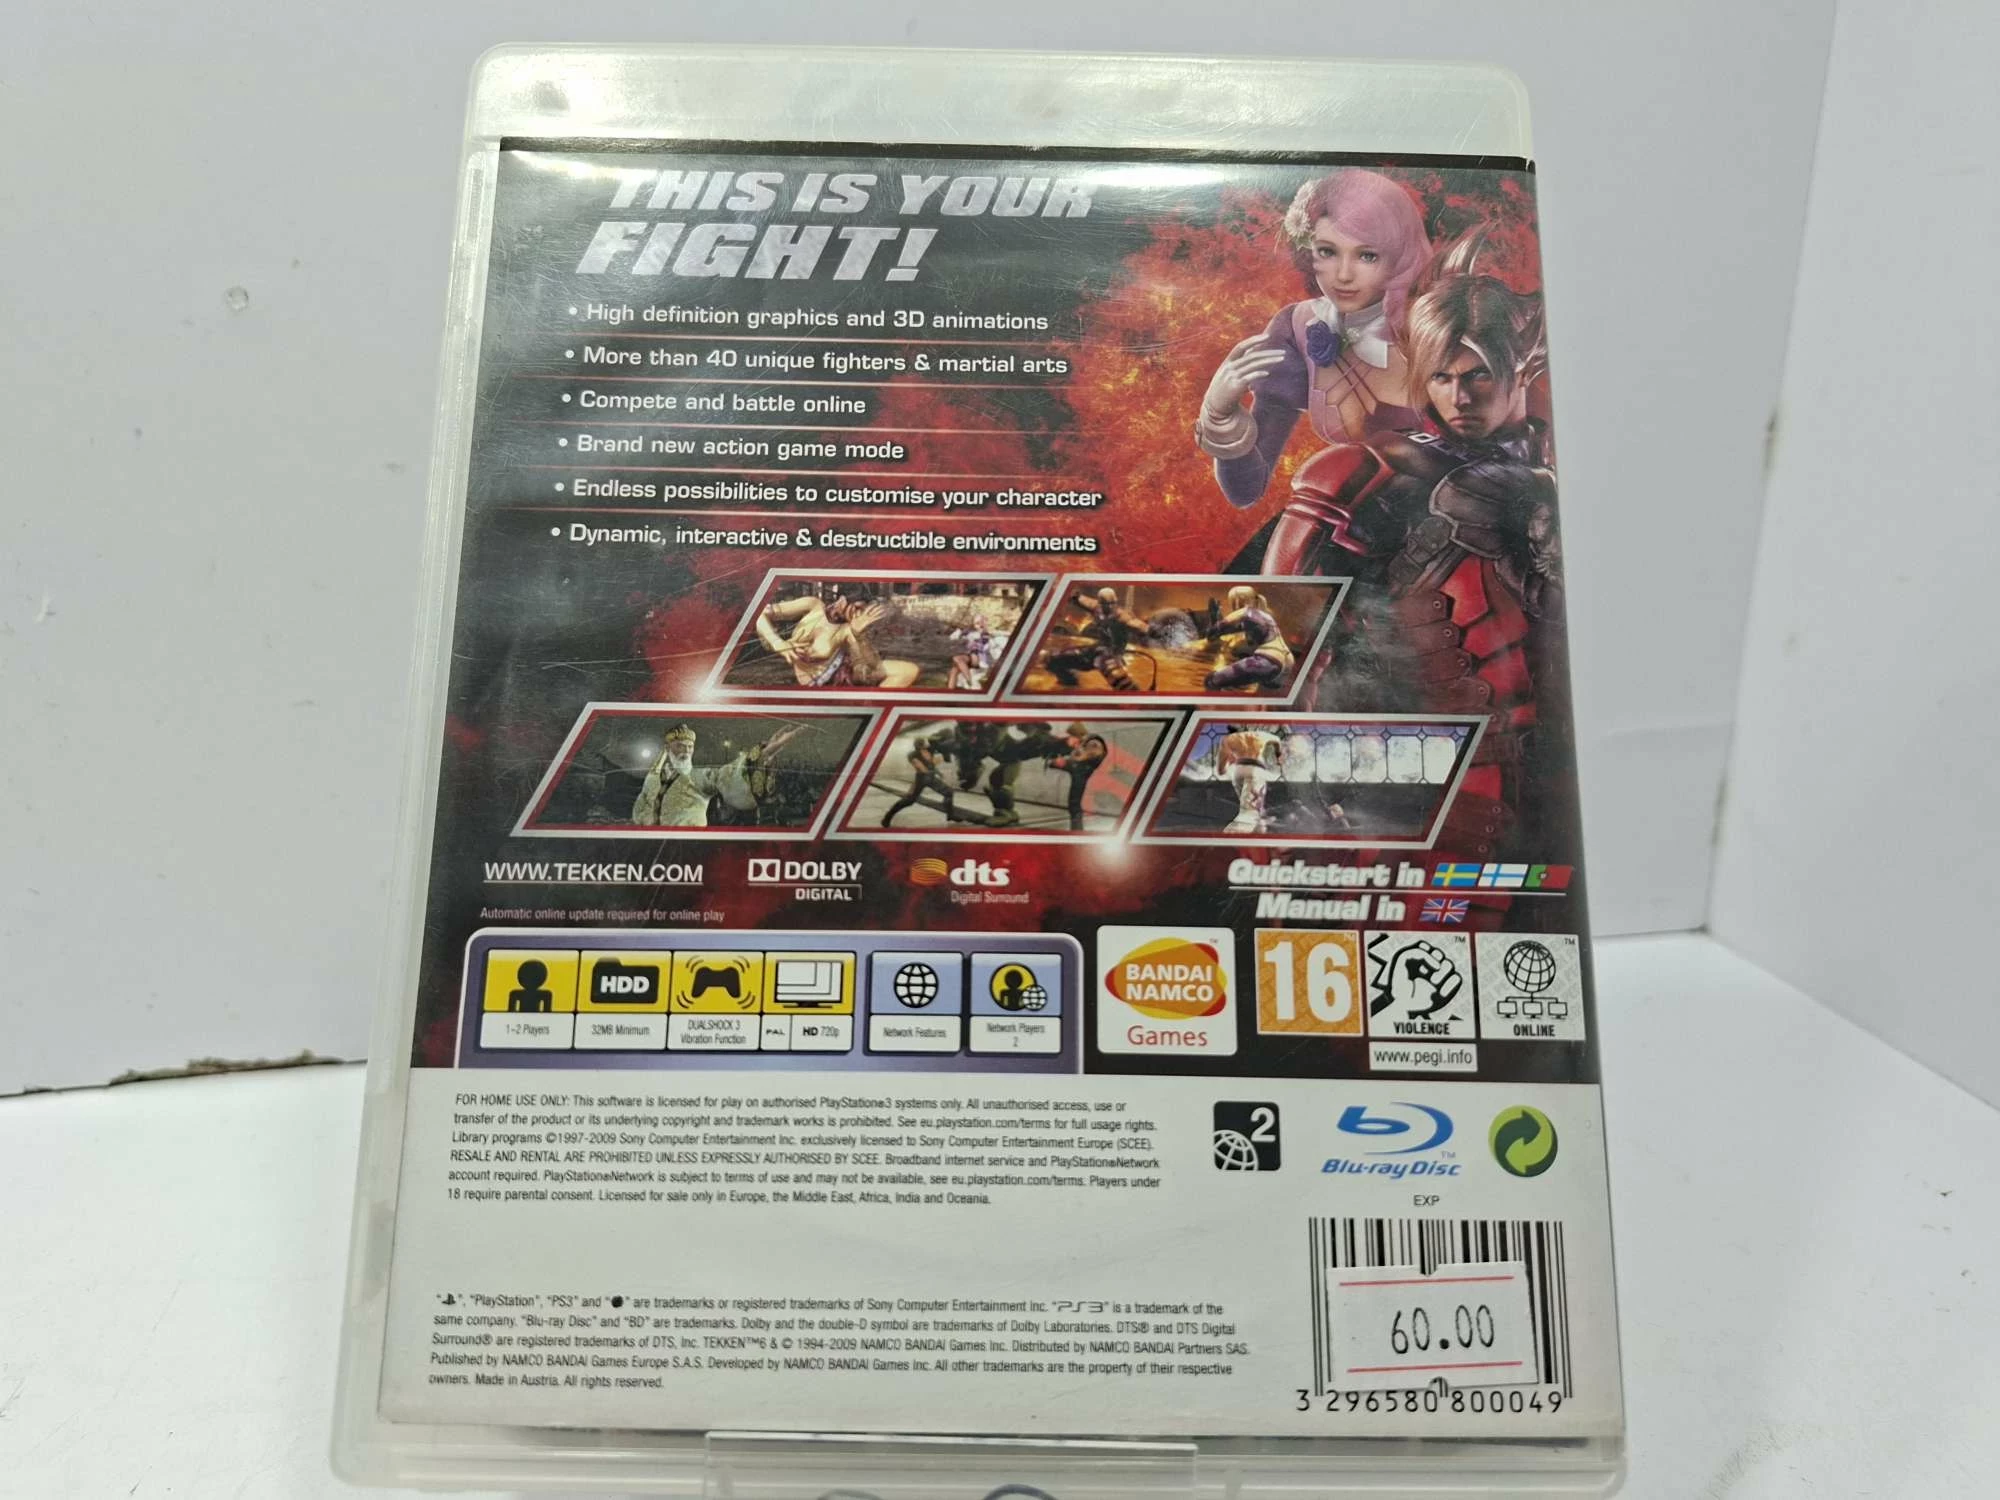 THIS IS YOUR
FIGHT!
• High definition graphics and 3D animations
• More than 40 unique fighters & martial arts
• Compete and battle online
• Brand new action game mode
• Endless possibilities to customise your character
• Dynamic, interactive & destructible environments
WWW.TEKKEN.COM
DOLBY
DIGITAL
dts
Digital Surround
Quickstart in
Manual in
Automatic online update required for online play
1-2 Players
HDD
32MB Minimum
DUALSHOCK 3
Vibration Function
PAL
HD 720p
Network Features
Network Players
2
BANDAI
NAMCO
Games
16
VIOLENCE
ONLINE
www.pegi.info
FOR HOME USE ONLY: This software is licensed for play on authorised PlayStation®3 systems only. All unauthorised access, use or
transfer of the product or its underlying copyright and trademark works is prohibited. See eu.playstation.com/terms for full usage rights.
Library programs ©1997-2009 Sony Computer Entertainment Inc. exclusively licensed to Sony Computer Entertainment Europe (SCEE).
RESALE AND RENTAL ARE PROHIBITED UNLESS EXPRESSLY AUTHORISED BY SCEE. Broadband internet service and PlayStation®Network
account required. PlayStation®Network is subject to terms of use and may not be available, see eu.playstation.com/terms. Players under
18 require parental consent. Licensed for sale only in Europe, the Middle East, Africa, India and Oceania.
2
Blu-ray Disc
EXP
60.00
3 296580 800049
" ", "PlayStation", "PS3" and " " are trademarks or registered trademarks of Sony Computer Entertainment Inc. "PS3" is a trademark of the
same company. "Blu-ray Disc" and "BD" are trademarks. Dolby and the double-D symbol are trademarks of Dolby Laboratories. DTS® and DTS Digital
Surround® are registered trademarks of DTS, Inc. TEKKEN™6 & © 1994-2009 NAMCO BANDAI Games Inc. Distributed by NAMCO BANDAI Partners SAS.
Published by NAMCO BANDAI Games Europe S.A.S. Developed by NAMCO BANDAI Games Inc. All other trademarks are the property of their respective
owners. Made in Austria. All rights reserved.